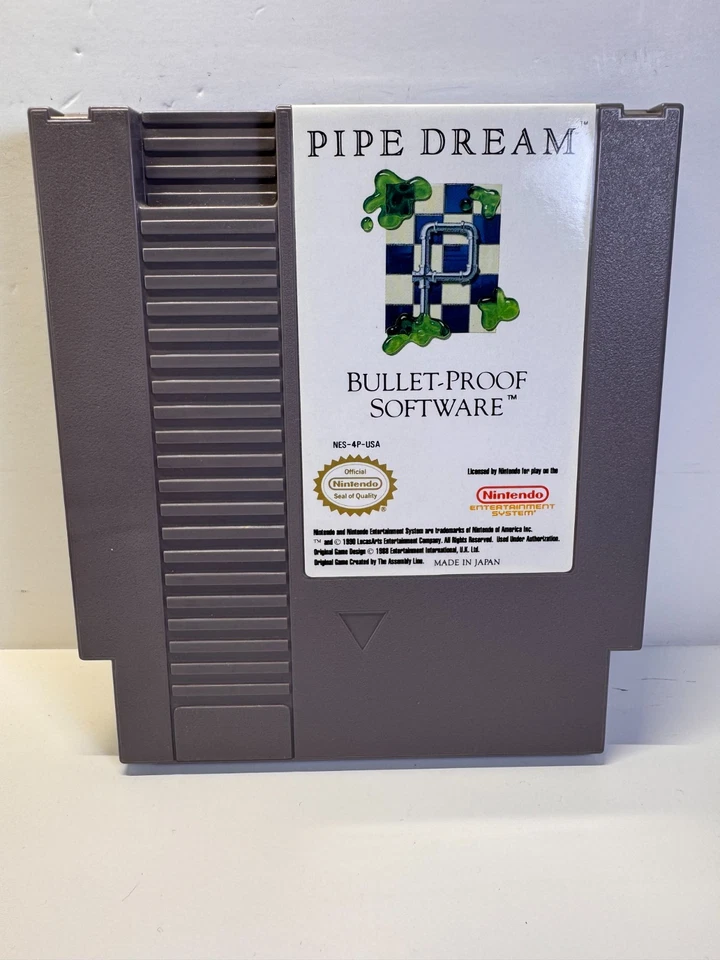 PIPE DREAM™
BULLET-PROOF
SOFTWARE™
NES-4P-USA
Official
Nintendo
Seal of Quality
®
Licensed by Nintendo for play on the
Nintendo
ENTERTAINMENT
SYSTEM®
Nintendo and Nintendo Entertainment System are trademarks of Nintendo of America Inc.
™ and © 1990 LucasArts Entertainment Company. All Rights Reserved. Used Under Authorization.
Original Game Design © 1988 Entertainment International, U.K. Ltd.
Original Game Created by The Assembly Line. MADE IN JAPAN